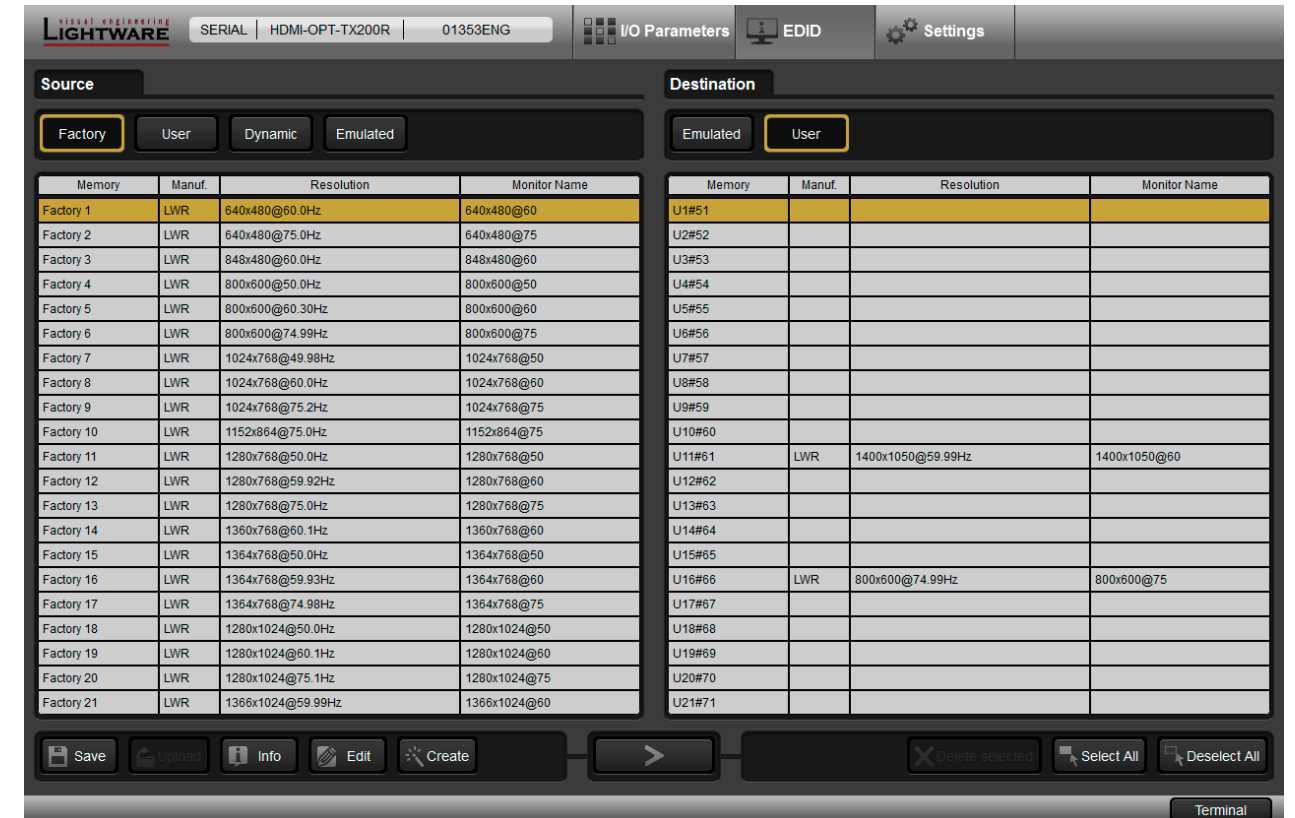 visual engineering
LIGHTWARE SERIAL | HDMI-OPT-TX200R | 01353ENG I/O Parameters EDID Settings
Source Destination
Factory User Dynamic Emulated Emulated User
Memory Manuf. Resolution Monitor Name Memory Manuf. Resolution Monitor Name
Factory 1 LWR 640x480@60.0Hz 640x480@60 U1#51
Factory 2 LWR 640x480@75.0Hz 640x480@75 U2#52
Factory 3 LWR 848x480@60.0Hz 848x480@60 U3#53
Factory 4 LWR 800x600@50.0Hz 800x600@50 U4#54
Factory 5 LWR 800x600@60.30Hz 800x600@60 U5#55
Factory 6 LWR 800x600@74.99Hz 800x600@75 U6#56
Factory 7 LWR 1024x768@49.98Hz 1024x768@50 U7#57
Factory 8 LWR 1024x768@60.0Hz 1024x768@60 U8#58
Factory 9 LWR 1024x768@75.2Hz 1024x768@75 U9#59
Factory 10 LWR 1152x864@75.0Hz 1152x864@75 U10#60
Factory 11 LWR 1280x768@50.0Hz 1280x768@50 U11#61 LWR 1400x1050@59.99Hz 1400x1050@60
Factory 12 LWR 1280x768@59.92Hz 1280x768@60 U12#62
Factory 13 LWR 1280x768@75.0Hz 1280x768@75 U13#63
Factory 14 LWR 1360x768@60.1Hz 1360x768@60 U14#64
Factory 15 LWR 1364x768@50.0Hz 1364x768@50 U15#65
Factory 16 LWR 1364x768@59.93Hz 1364x768@60 U16#66 LWR 800x600@74.99Hz 800x600@75
Factory 17 LWR 1364x768@74.98Hz 1364x768@75 U17#67
Factory 18 LWR 1280x1024@50.0Hz 1280x1024@50 U18#68
Factory 19 LWR 1280x1024@60.1Hz 1280x1024@60 U19#69
Factory 20 LWR 1280x1024@75.1Hz 1280x1024@75 U20#70
Factory 21 LWR 1366x1024@59.99Hz 1366x1024@60 U21#71
Save Upload Info Edit Create > Delete selected Select All Deselect All
Terminal